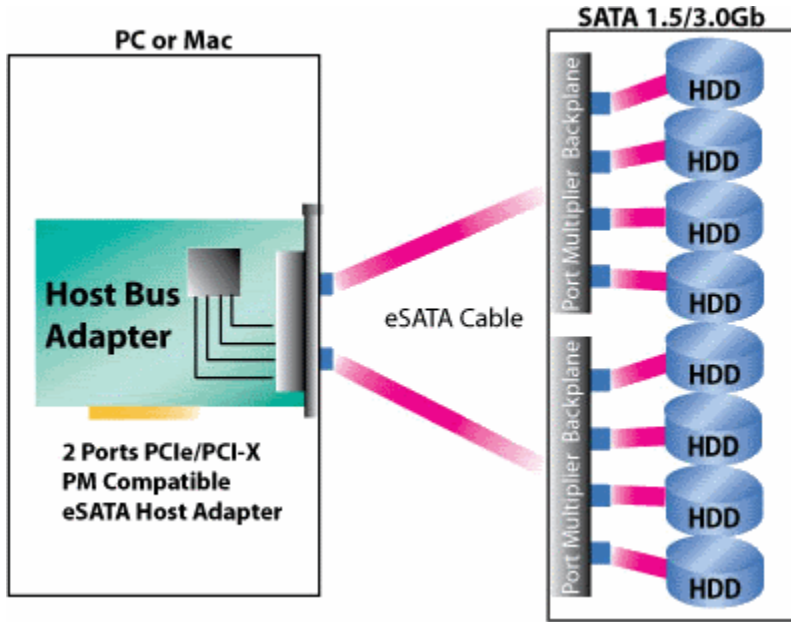 PC or Mac
Host Bus
Adapter
2 Ports PCIe/PCI-X
PM Compatible
eSATA Host Adapter
eSATA Cable
SATA 1.5/3.0Gb
Port Multiplier Backplane
HDD
HDD
HDD
HDD
Port Multiplier Backplane
HDD
HDD
HDD
HDD